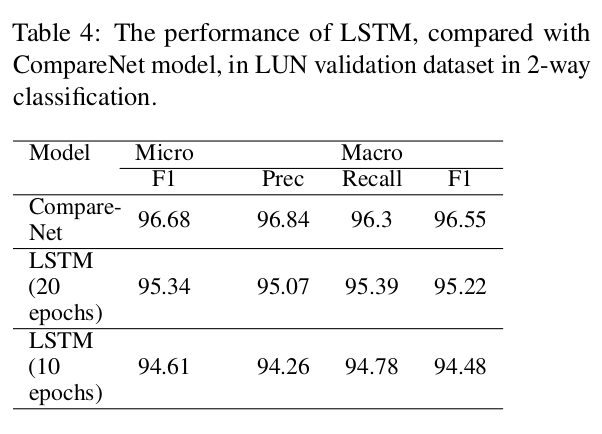 Table 4: The performance of LSTM, compared with
CompareNet model, in LUN validation dataset in 2-way
classification.
Model Micro Macro
F1 Prec Recall F1
Compare-
Net 96.68 96.84 96.3 96.55
LSTM
(20 95.34 95.07 95.39 95.22
epochs)
LSTM
(10 94.61 94.26 94.78 94.48
epochs)